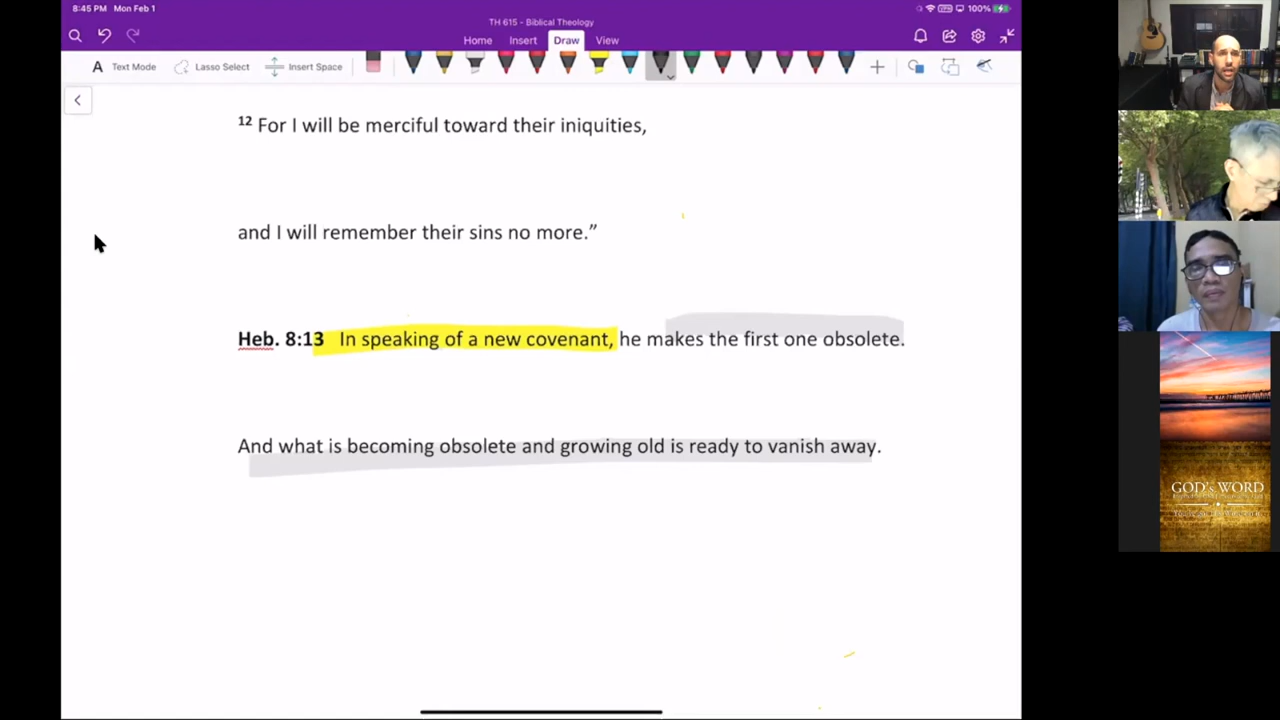 8:45 PM Mon Feb 1
100%
TH 615 - Biblical Theology
Home Insert Draw View
A Text Mode Lasso Select Insert Space
12 For I will be merciful toward their iniquities,
and I will remember their sins no more.”
Heb. 8:13 In speaking of a new covenant, he makes the first one obsolete.
And what is becoming obsolete and growing old is ready to vanish away.
GOD's WORD